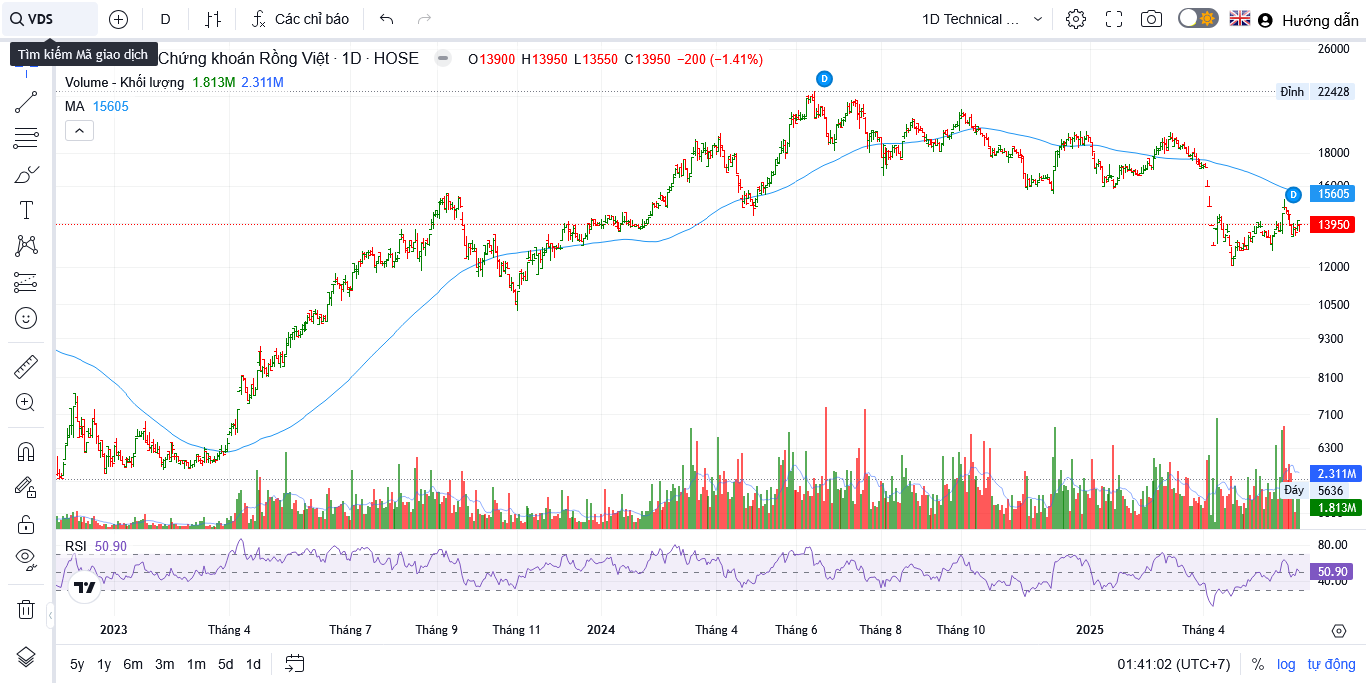 VDS
D
Các chỉ báo
1D Technical ...
Hướng dẫn
Tìm kiếm Mã giao dịch
Chứng khoán Rồng Việt · 1D · HOSE
O13900 H13950 L13550 C13950 −200 (−1.41%)
Volume - Khối lượng 1.813M 2.311M
MA 15605
26000
D
Đỉnh 22428
18000
16000
D
15605
13950
12000
10500
9300
8100
7100
6300
2.311M
Đáy 5636
1.813M
RSI 50.90
80.00
50.90
40.00
2023 Tháng 4 Tháng 7 Tháng 9 Tháng 11 2024 Tháng 4 Tháng 6 Tháng 8 Tháng 10 2025 Tháng 4
5y 1y 6m 3m 1m 5d 1d
01:41:02 (UTC+7) % log tự động